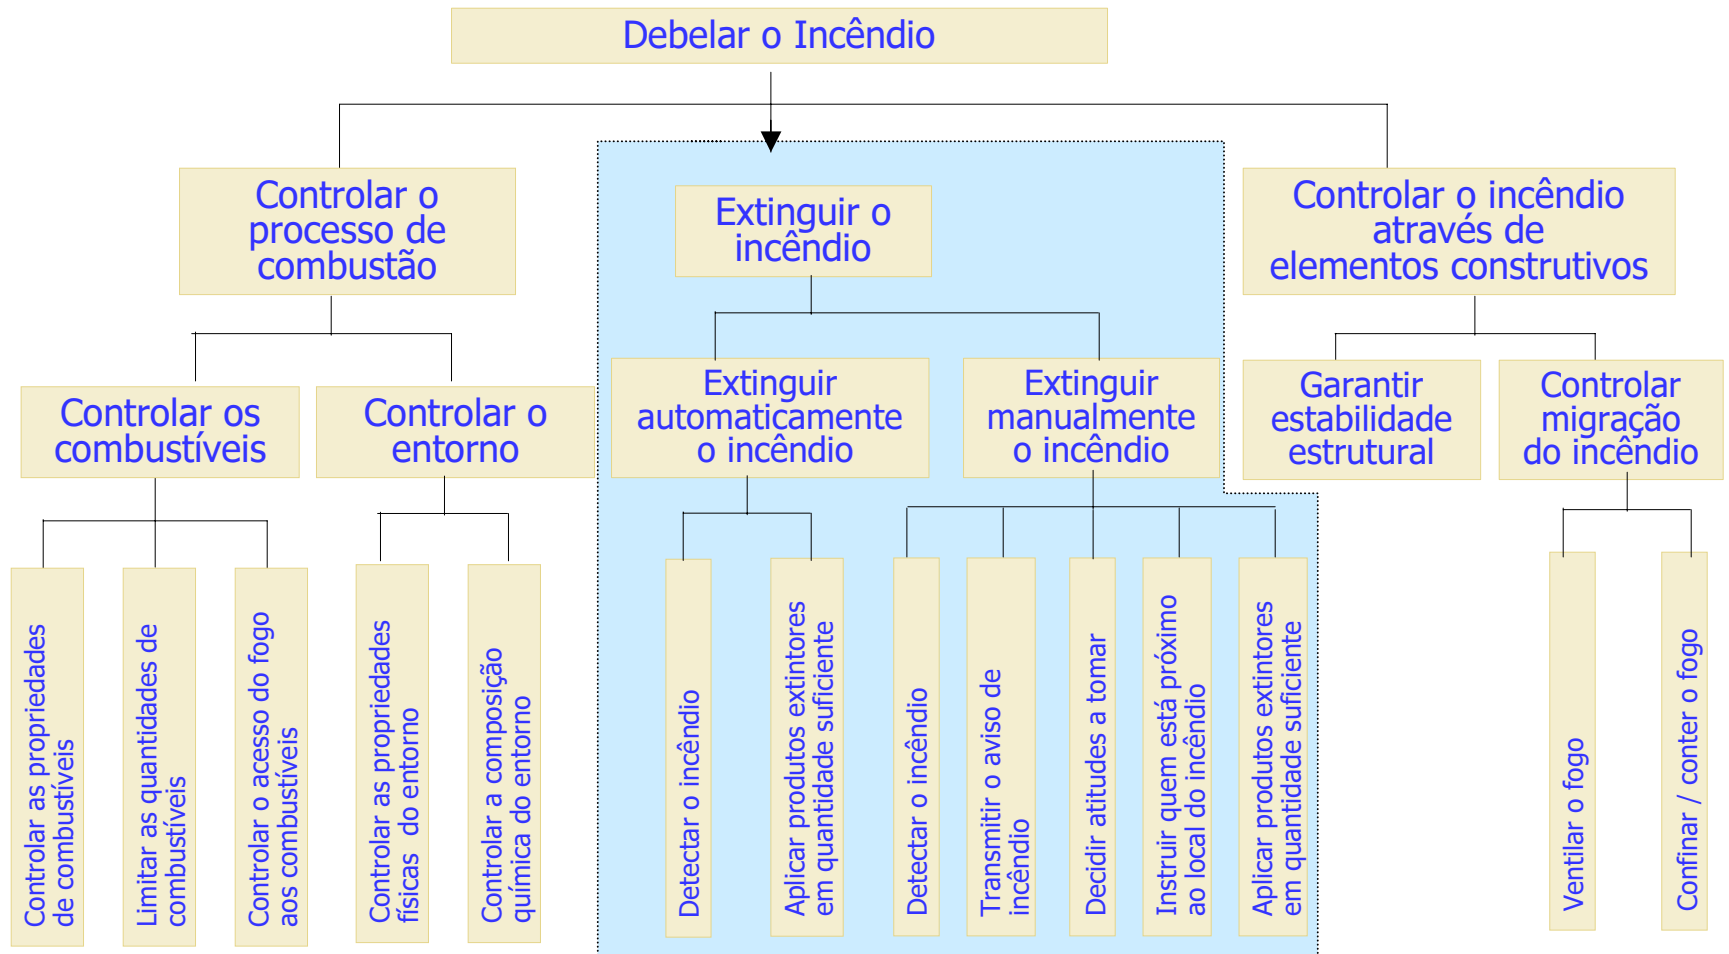 Debelar o Incêndio
Controlar o
processo de
combustão
Extinguir o
incêndio
Controlar o incêndio
através de
elementos construtivos
Controlar os
combustíveis
Controlar o
entorno
Extinguir
automaticamente
o incêndio
Extinguir
manualmente
o incêndio
Garantir
estabilidade
estrutural
Controlar
migração
do incêndio
Controlar as propriedades
de combustíveis
Limitar as quantidades de
combustíveis
Controlar o acesso do fogo
aos combustíveis
Controlar as propriedades
físicas do entorno
Controlar a composição
química do entorno
Detectar o incêndio
Aplicar produtos extintores
em quantidade suficiente
Detectar o incêndio
Transmitir o aviso de
incêndio
Decidir atitudes a tomar
Instruir quem está próximo
ao local do incêndio
Aplicar produtos extintores
em quantidade suficiente
Ventilar o fogo
Confinar / conter o fogo